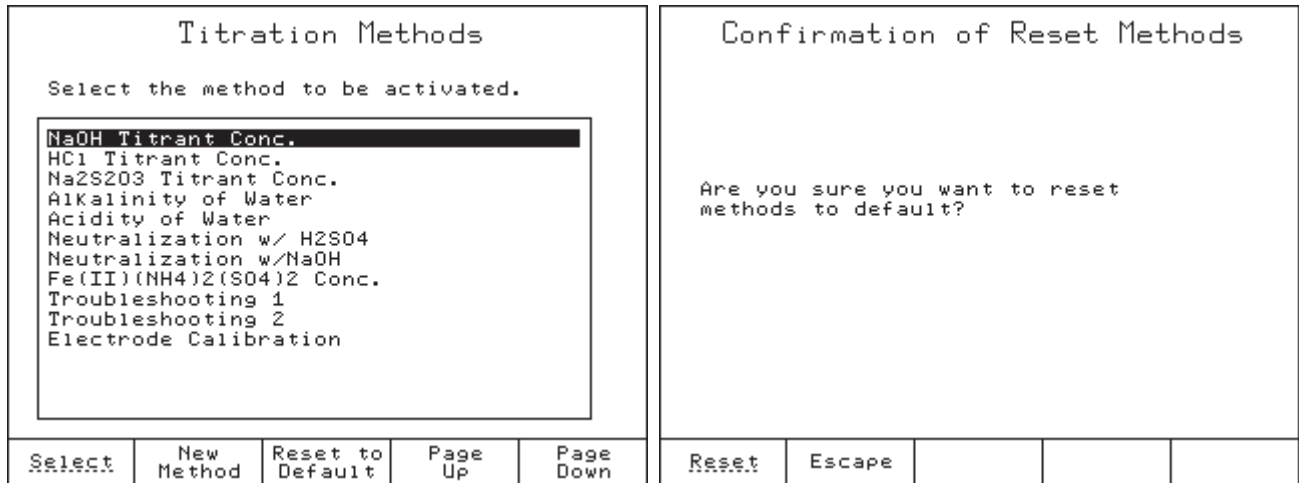 Titration Methods
Select the method to be activated.
NaOH Titrant Conc.
HCl Titrant Conc.
Na2S2O3 Titrant Conc.
Alkalinity of Water
Acidity of Water
Neutralization w/ H2SO4
Neutralization w/NaOH
Fe(II)(NH4)2(SO4)2 Conc.
Troubleshooting 1
Troubleshooting 2
Electrode Calibration
Select
New
Method
Reset to
Default
Page
Up
Page
Down
Confirmation of Reset Methods
Are you sure you want to reset
methods to default?
Reset
Escape